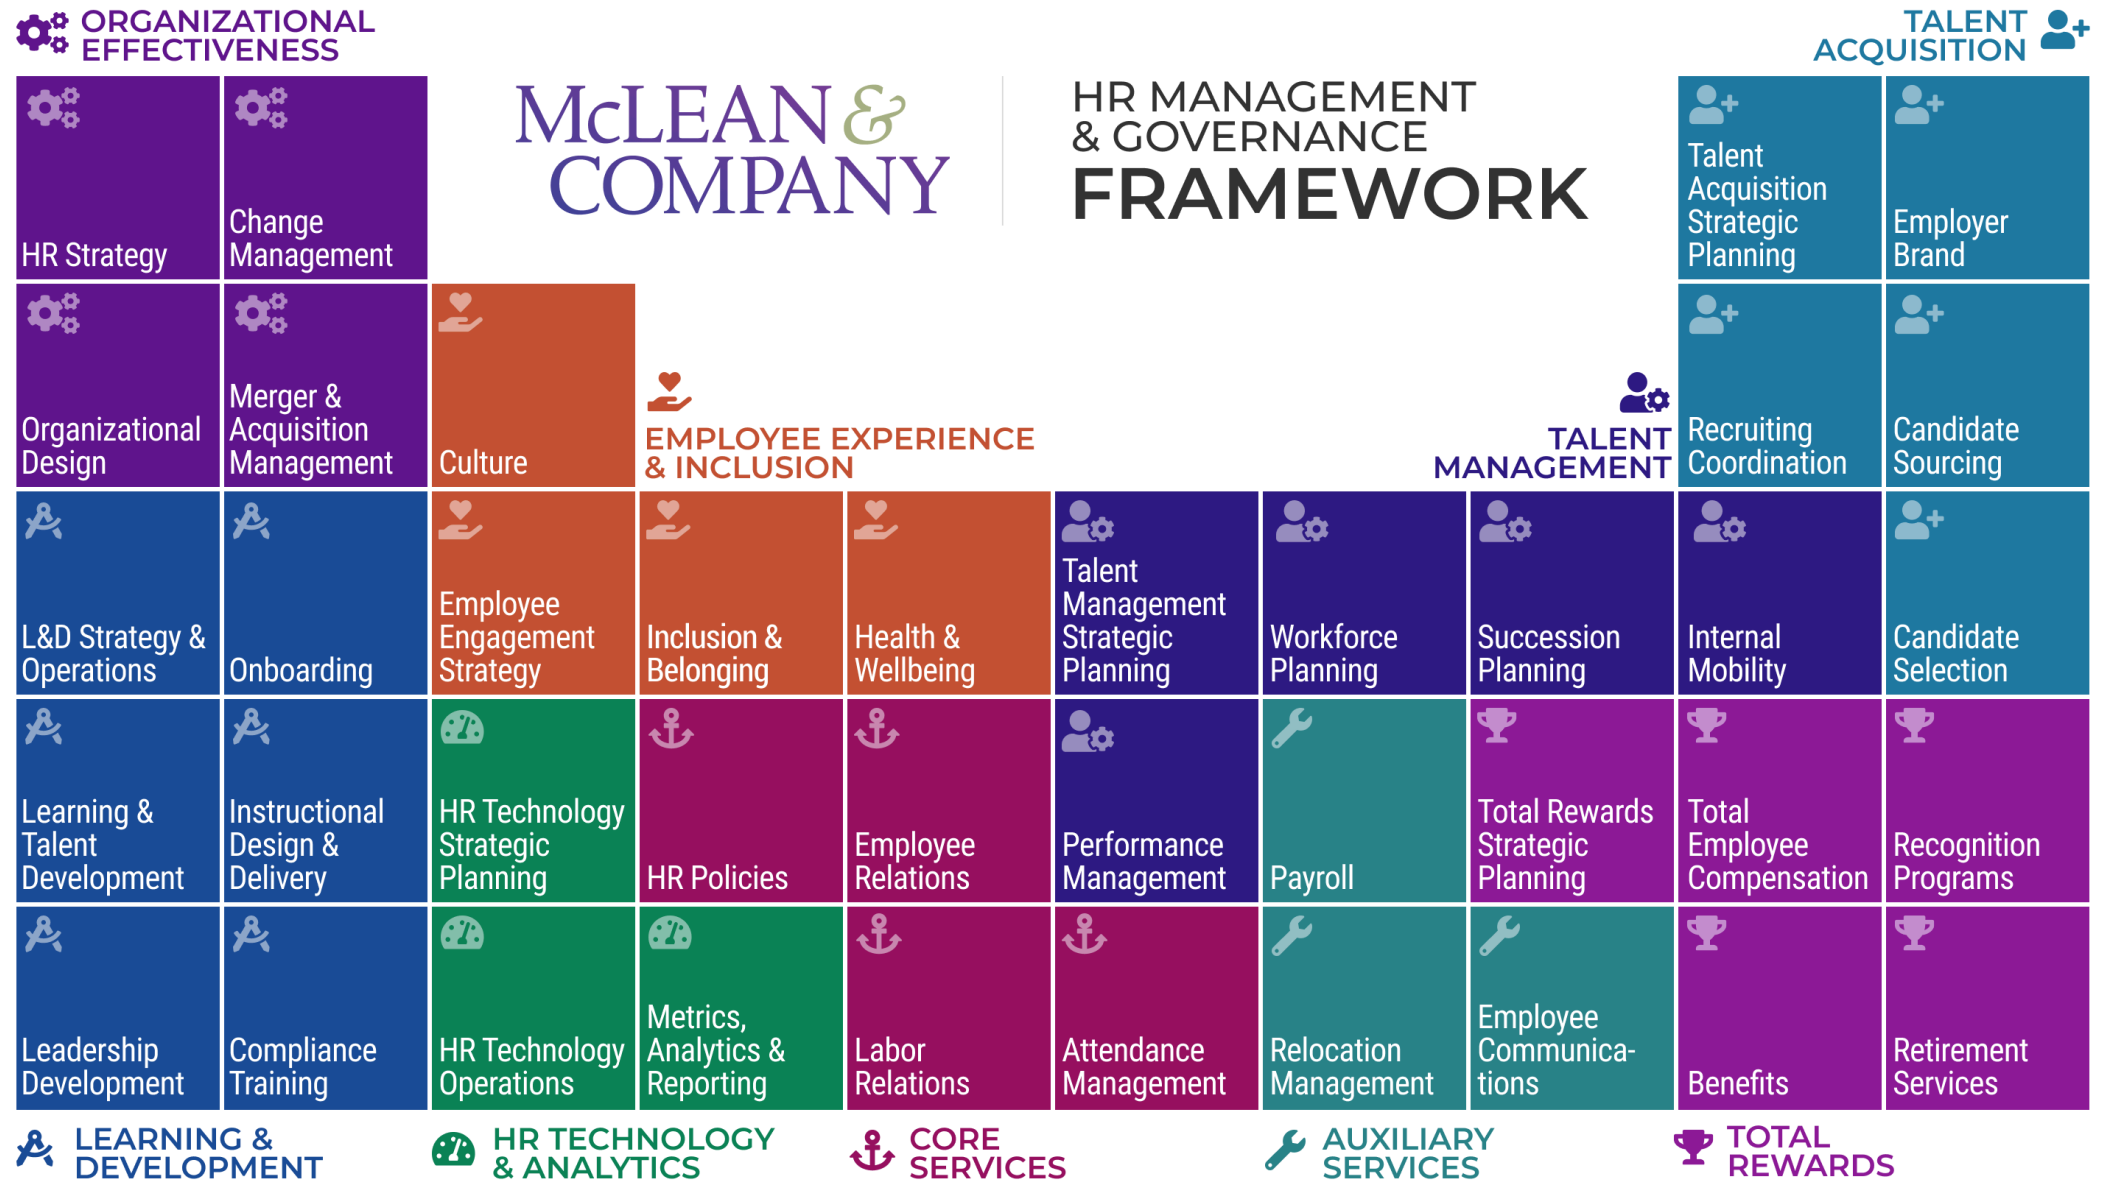 ORGANIZATIONAL
EFFECTIVENESS
TALENT
ACQUISITION
McLEAN &
COMPANY
HR MANAGEMENT
& GOVERNANCE
FRAMEWORK
HR Strategy
Change
Management
Talent
Acquisition
Strategic
Planning
Employer
Brand
Organizational
Design
Merger &
Acquisition
Management
Culture
EMPLOYEE EXPERIENCE
& INCLUSION
TALENT
MANAGEMENT
Recruiting
Coordination
Candidate
Sourcing
L&D Strategy &
Operations
Onboarding
Employee
Engagement
Strategy
Inclusion &
Belonging
Health &
Wellbeing
Talent
Management
Strategic
Planning
Workforce
Planning
Succession
Planning
Internal
Mobility
Candidate
Selection
Learning &
Talent
Development
Instructional
Design &
Delivery
HR Technology
Strategic
Planning
HR Policies
Employee
Relations
Performance
Management
Payroll
Total Rewards
Strategic
Planning
Total
Employee
Compensation
Recognition
Programs
Leadership
Development
Compliance
Training
HR Technology
Operations
Metrics,
Analytics &
Reporting
Labor
Relations
Attendance
Management
Relocation
Management
Employee
Communica-
tions
Benefits
Retirement
Services
LEARNING &
DEVELOPMENT
HR TECHNOLOGY
& ANALYTICS
CORE
SERVICES
AUXILIARY
SERVICES
TOTAL
REWARDS